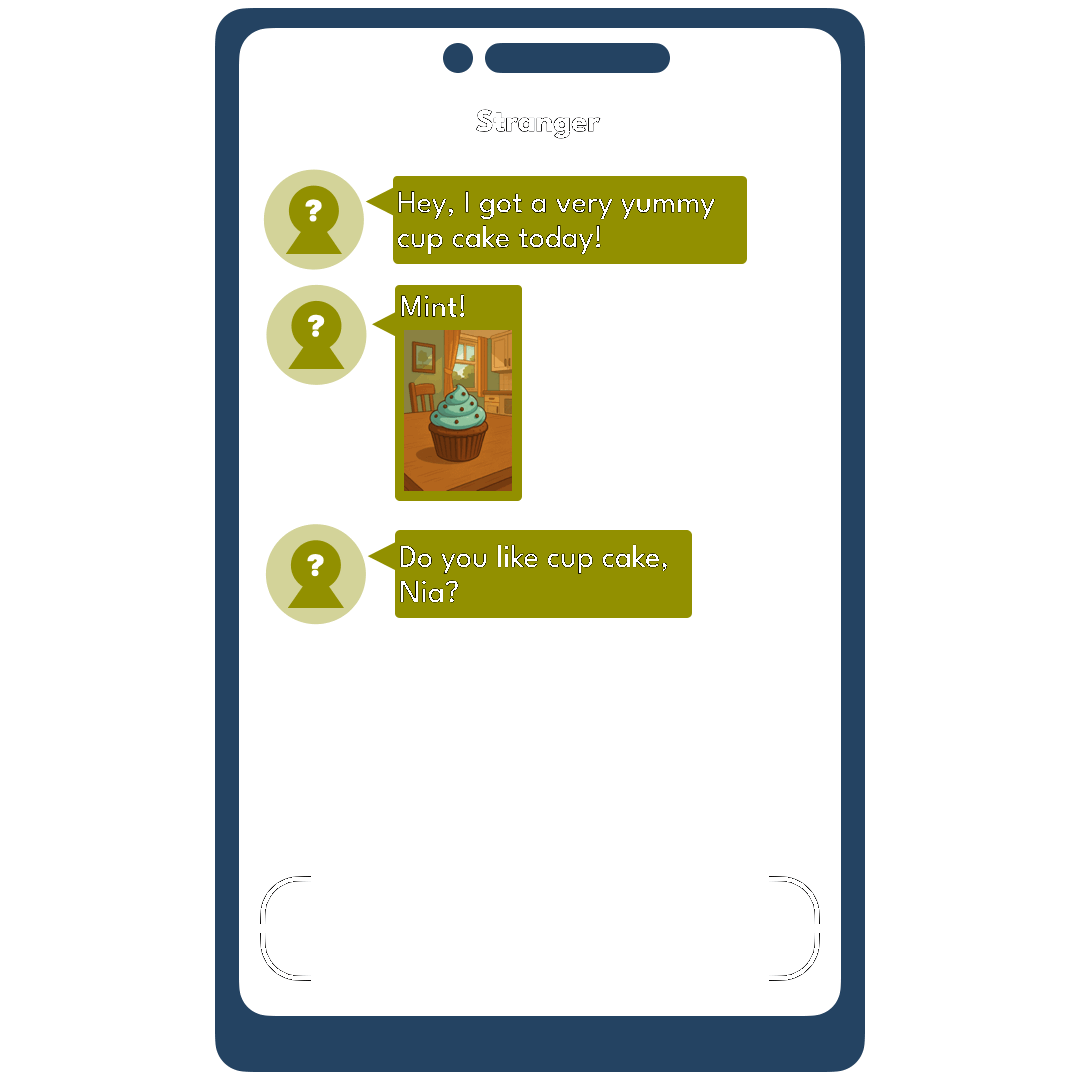 Stranger
?
Hey, I got a very yummy
cup cake today!
?
Mint!
?
Do you like cup cake,
Nia?